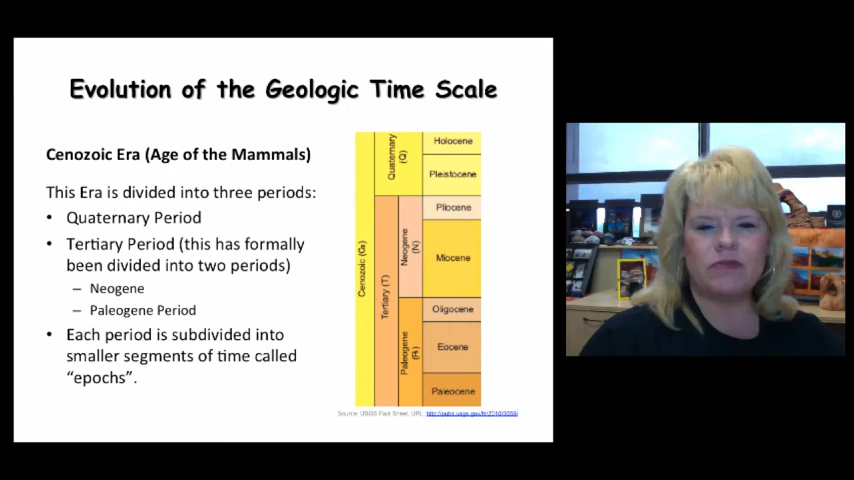 Evolution of the Geologic Time Scale
Cenozoic Era (Age of the Mammals)
This Era is divided into three periods:
• Quaternary Period
• Tertiary Period (this has formally
been divided into two periods)
– Neogene
– Paleogene Period
• Each period is subdivided into
smaller segments of time called
“epochs”.
Cenozoic (Cz)
Quaternary
(Q)
Tertiary (T)
Neogene
(N)
Paleogene
Holocene
Pleistocene
Pliocene
Miocene
Oligocene
Eocene
Paleocene
Source: USGS Fact Sheet, URL: http://pubs.usgs.gov/fs/2010/3059/